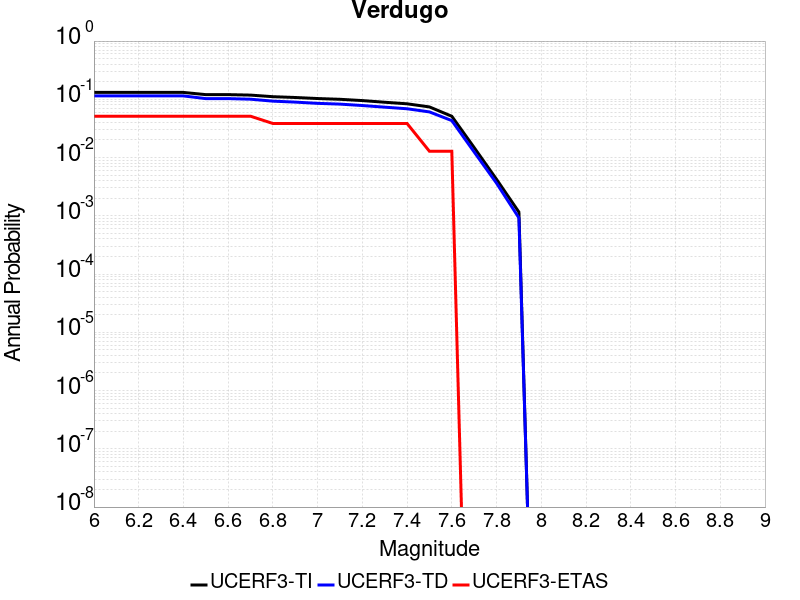 Verdugo
10^0
10^-1
10^-2
10^-3
10^-4
10^-5
10^-6
10^-7
10^-8
Annual Probability
6 6.2 6.4 6.6 6.8 7 7.2 7.4 7.6 7.8 8 8.2 8.4 8.6 8.8 9
Magnitude
UCERF3-TI UCERF3-TD UCERF3-ETAS